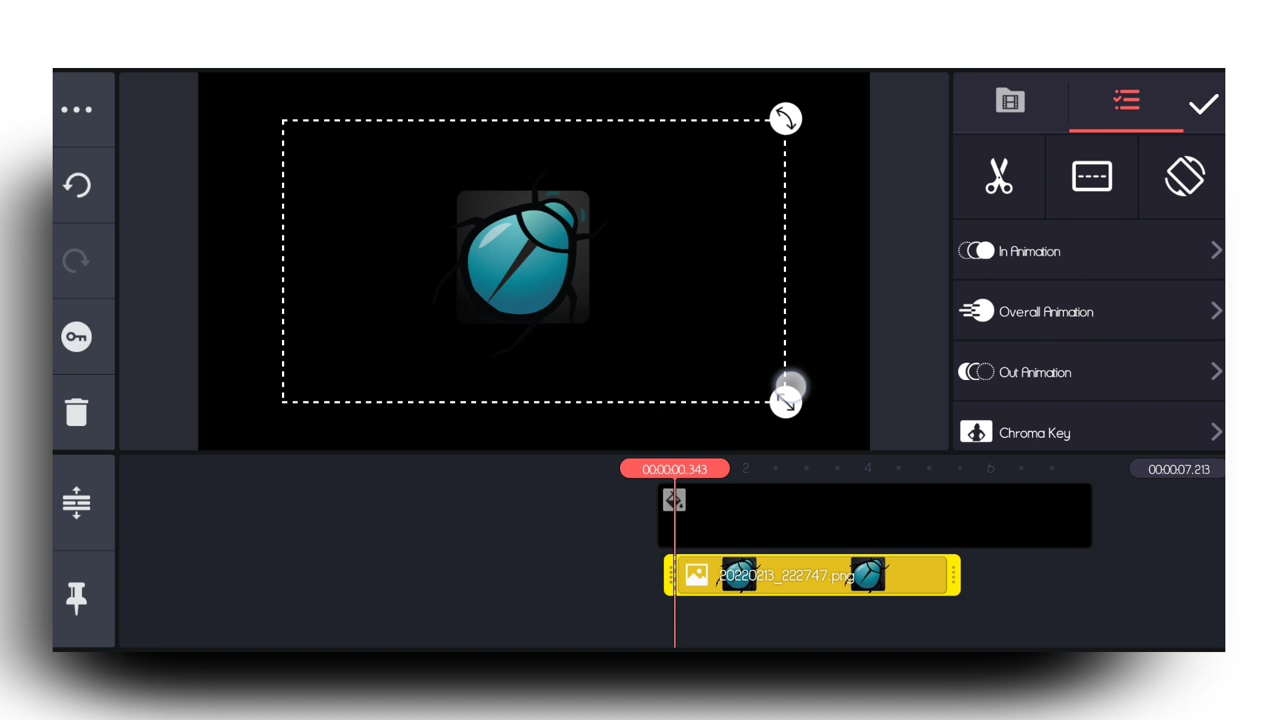 In Animation
Overall Animation
Out Animation
Chroma Key
00:00:00.343
2
4
6
00:00:07.213
20220213_222747.png